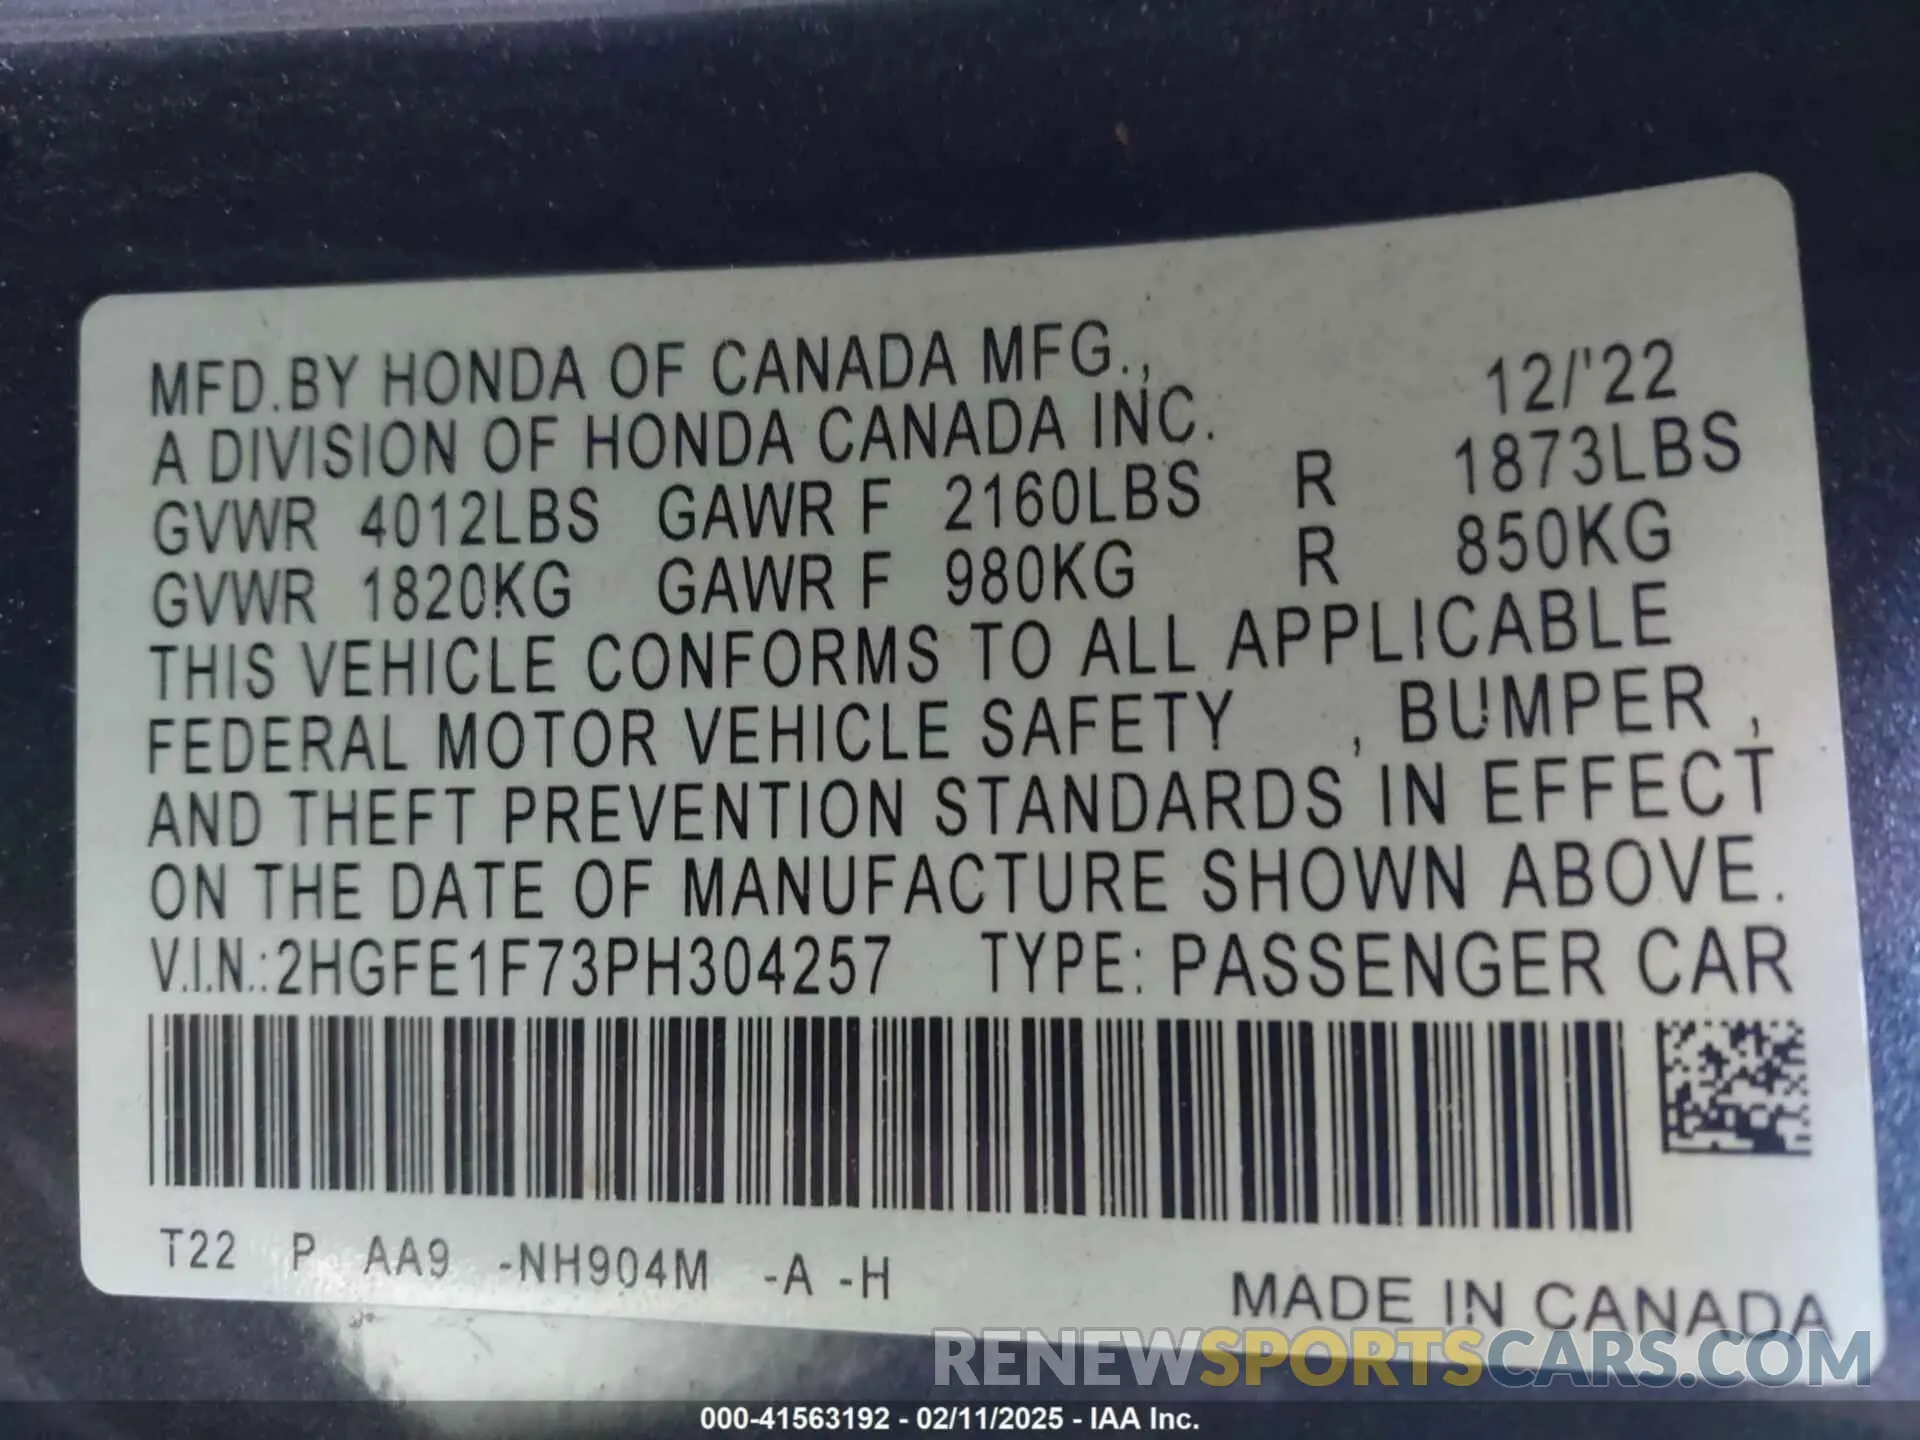 MFD.BY HONDA OF CANADA MFG., 12/'22
A DIVISION OF HONDA CANADA INC.
GVWR 4012LBS GAWR F 2160LBS R 1873LBS
GVWR 1820KG GAWR F 980KG R 850KG
THIS VEHICLE CONFORMS TO ALL APPLICABLE
FEDERAL MOTOR VEHICLE SAFETY , BUMPER ,
AND THEFT PREVENTION STANDARDS IN EFFECT
ON THE DATE OF MANUFACTURE SHOWN ABOVE.
V.I.N.:2HGFE1F73PH304257 TYPE: PASSENGER CAR
T22 P AA9 -NH904M -A -H
MADE IN CANADA
RENEWSPORTSCARS.COM
000-41563192 - 02/11/2025 - IAA Inc.